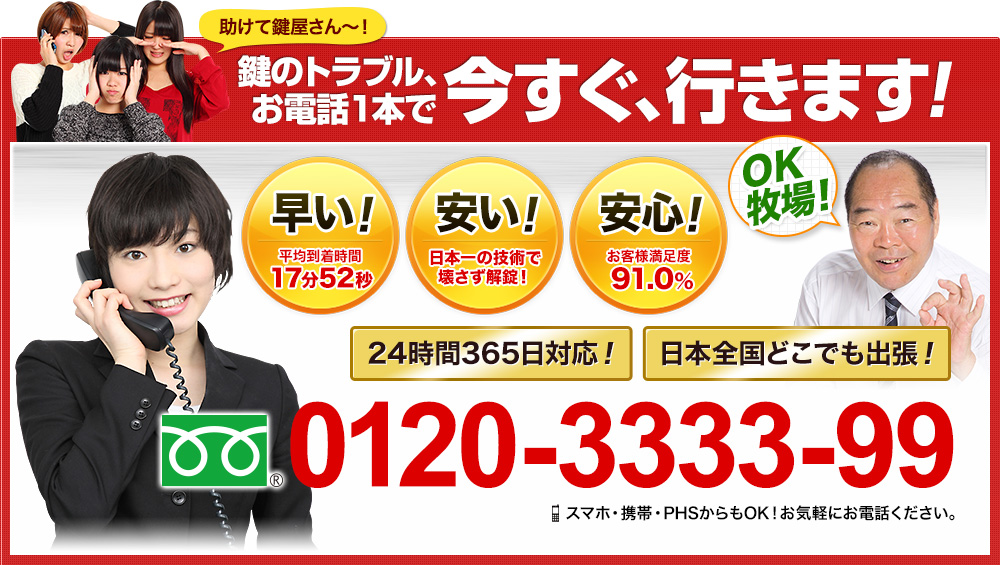 助けて鍵屋さん～！
鍵のトラブル、
お電話1本で
今すぐ、行きます！
早い！
平均到着時間
17分52秒
安い！
日本一の技術で
壊さず解錠！
安心！
お客様満足度
91.0%
OK
牧場！
24時間365日対応！
日本全国どこでも出張！
®
0120-3333-99
スマホ・携帯・PHSからもOK！お気軽にお電話ください。